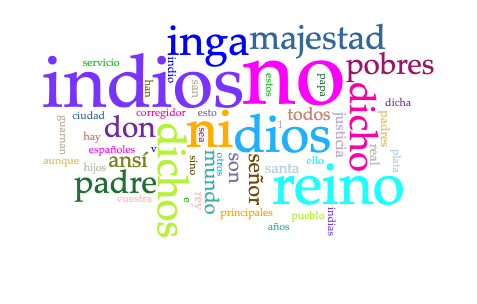 inga majestad
servicio indio pobres
indios no
han san estos papa dicha
ciudad corregidor esto todos dicho
guaman don ni dios justicia padres
hay sea 1 real
españoles v
aunque ansí dichos sino mundo otros son señor ello plata
hijos santa
padre reino
vuestra e rey principales pueblo indias
años